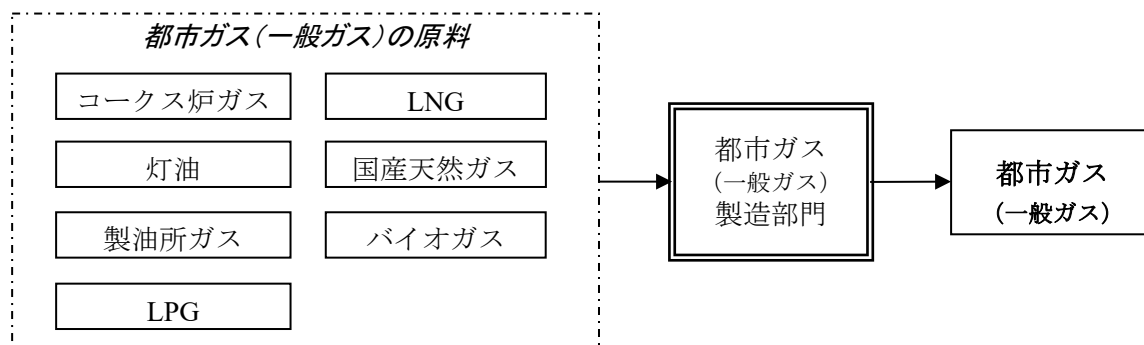 都市ガス(一般ガス)の原料
コークス炉ガス
LNG
灯油
国産天然ガス
製油所ガス
バイオガス
LPG
都市ガス
(一般ガス)
製造部門
都市ガス
(一般ガス)